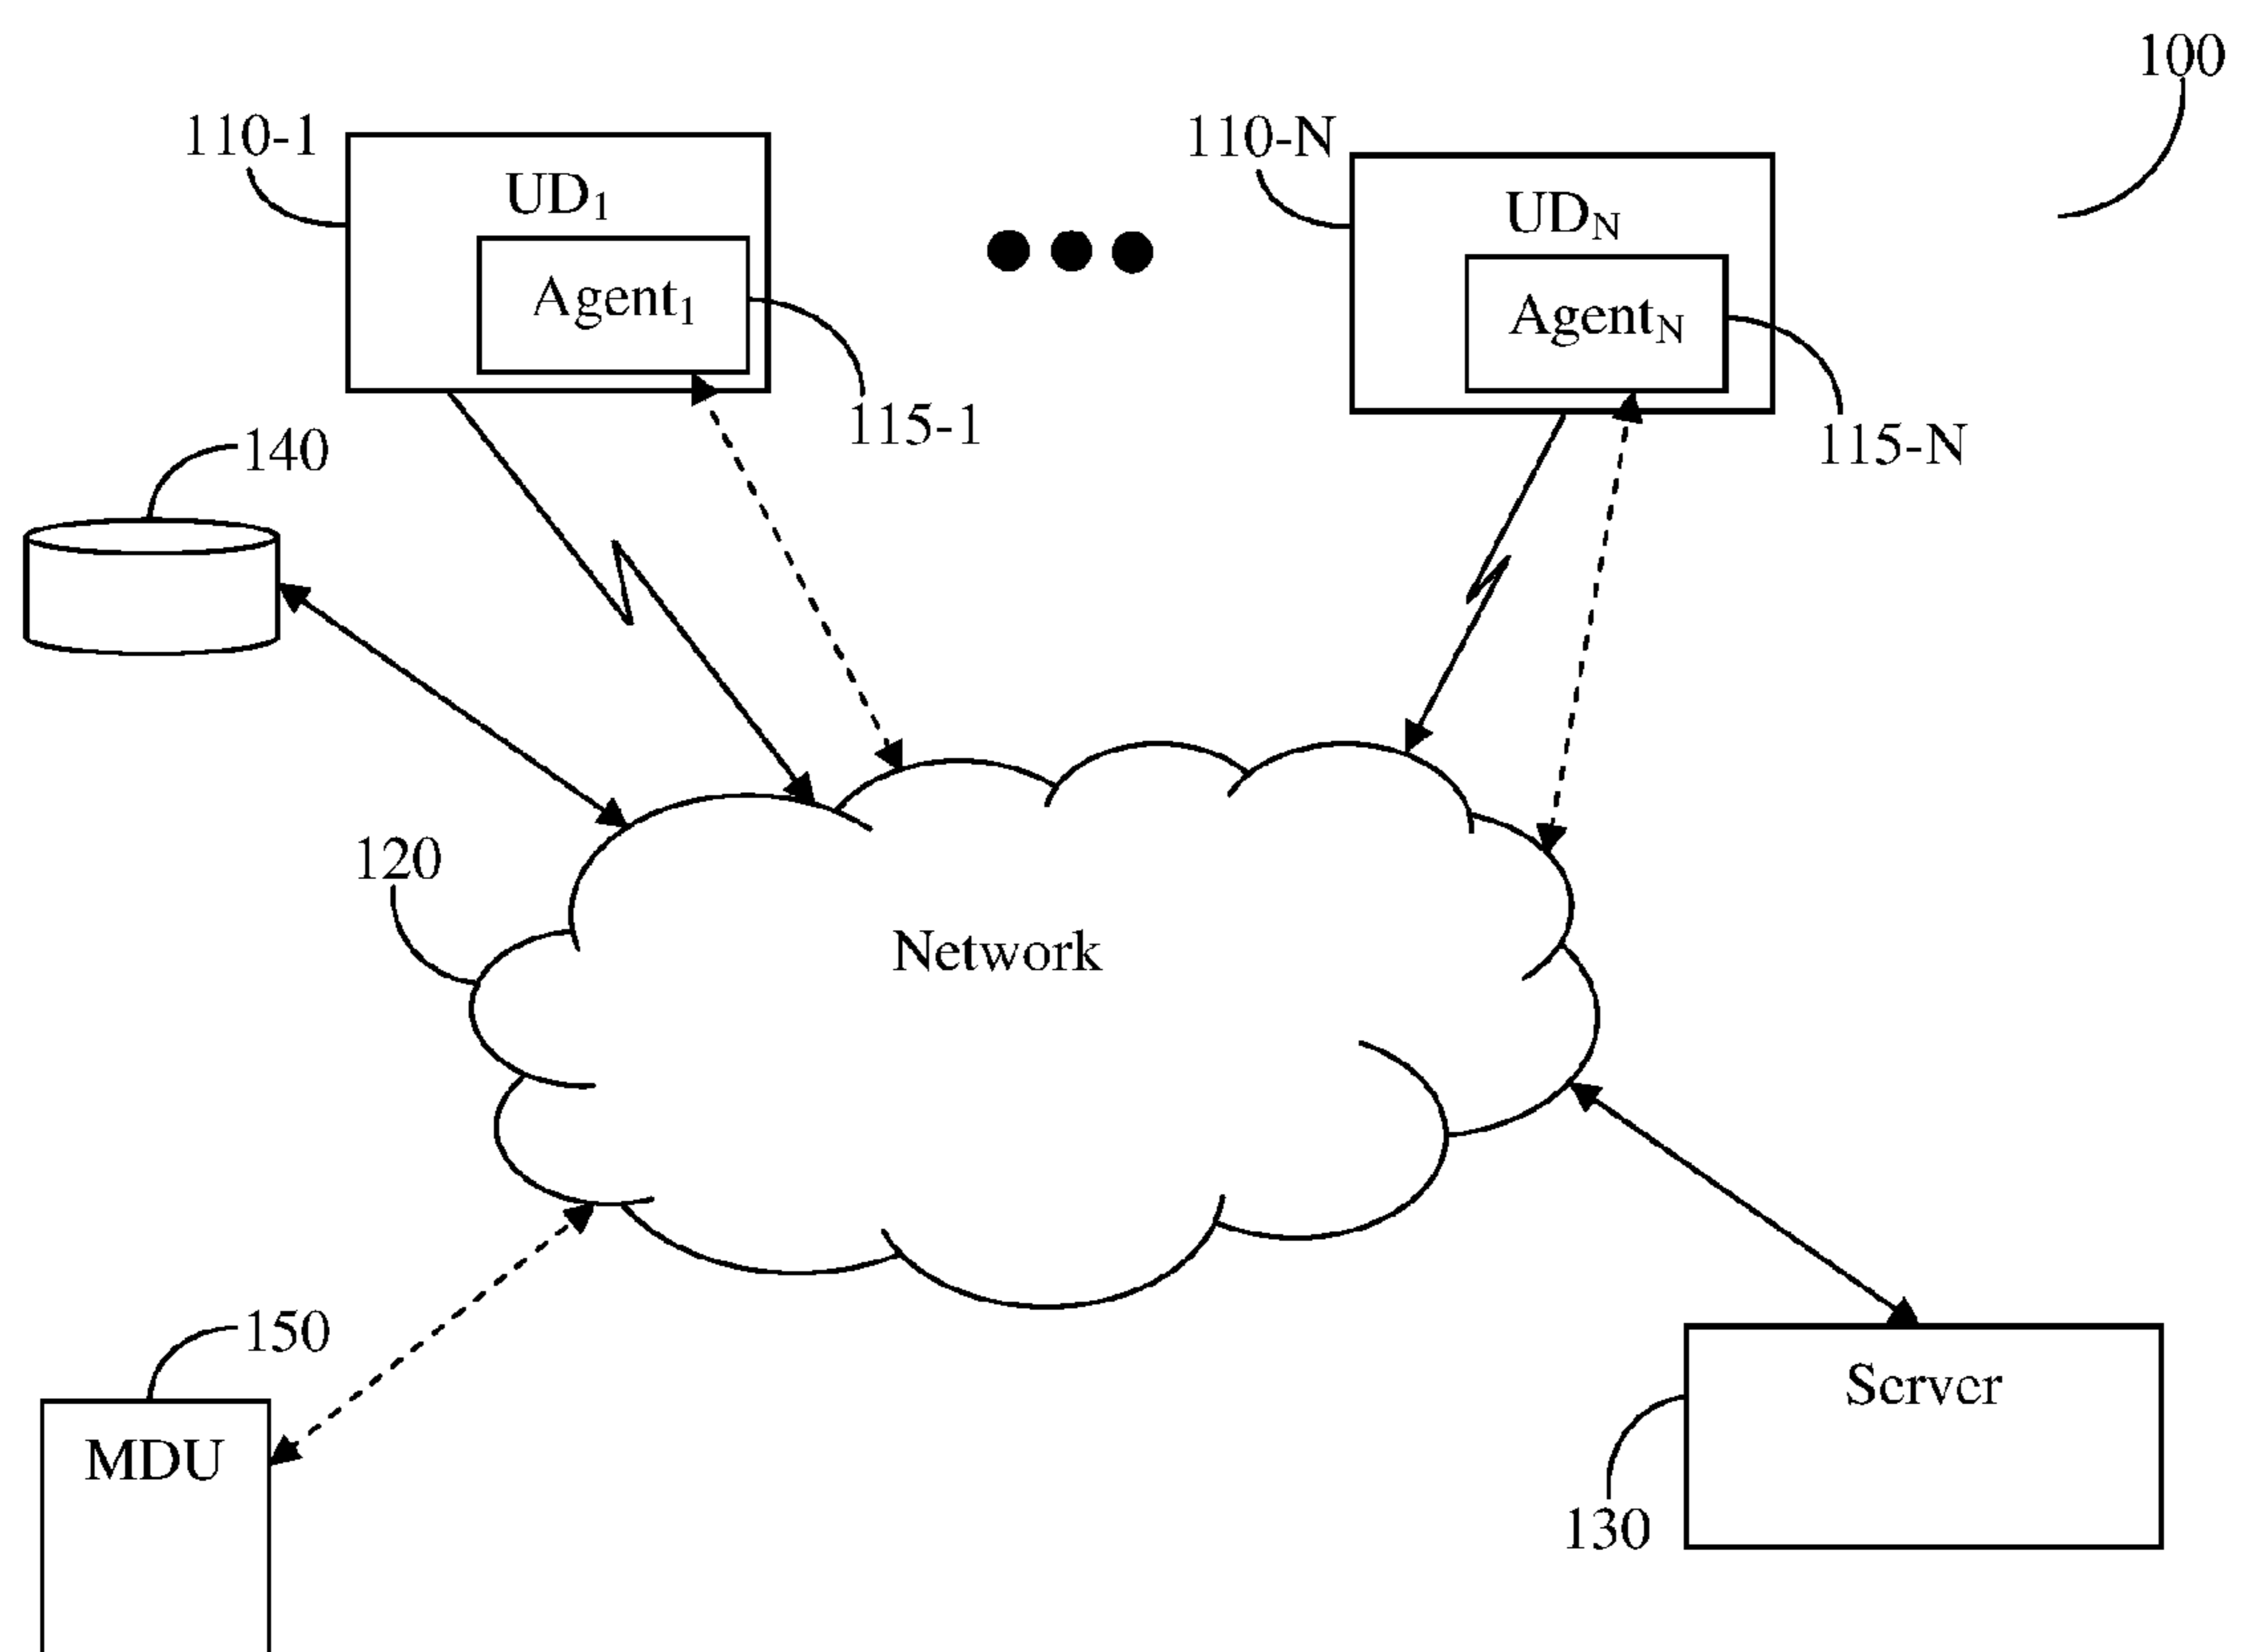 100
110-1
110-N
UD1
UDN
Agent1
AgentN
115-1
115-N
140
120
Network
150
MDU
Server
130